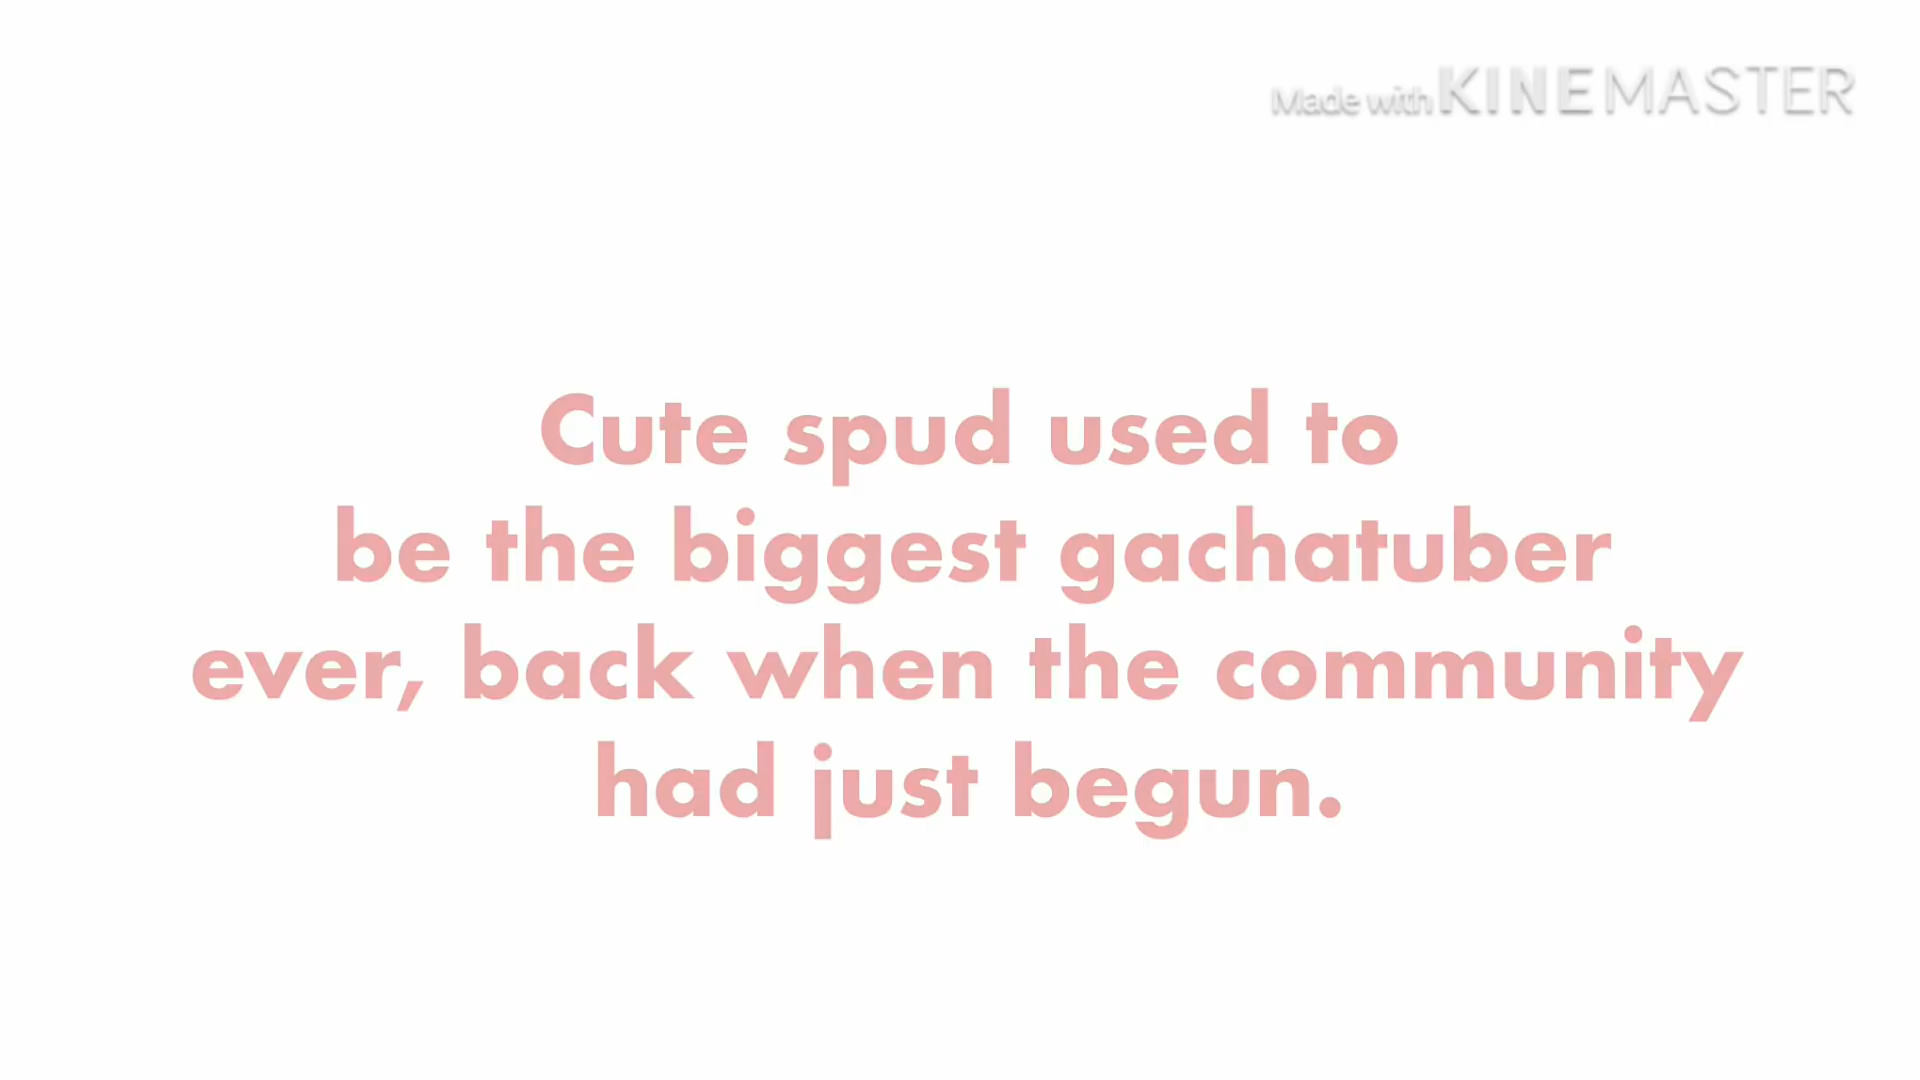 Made with KINEMASTER
Cute spud used to
be the biggest gachatuber
ever, back when the community
had just begun.